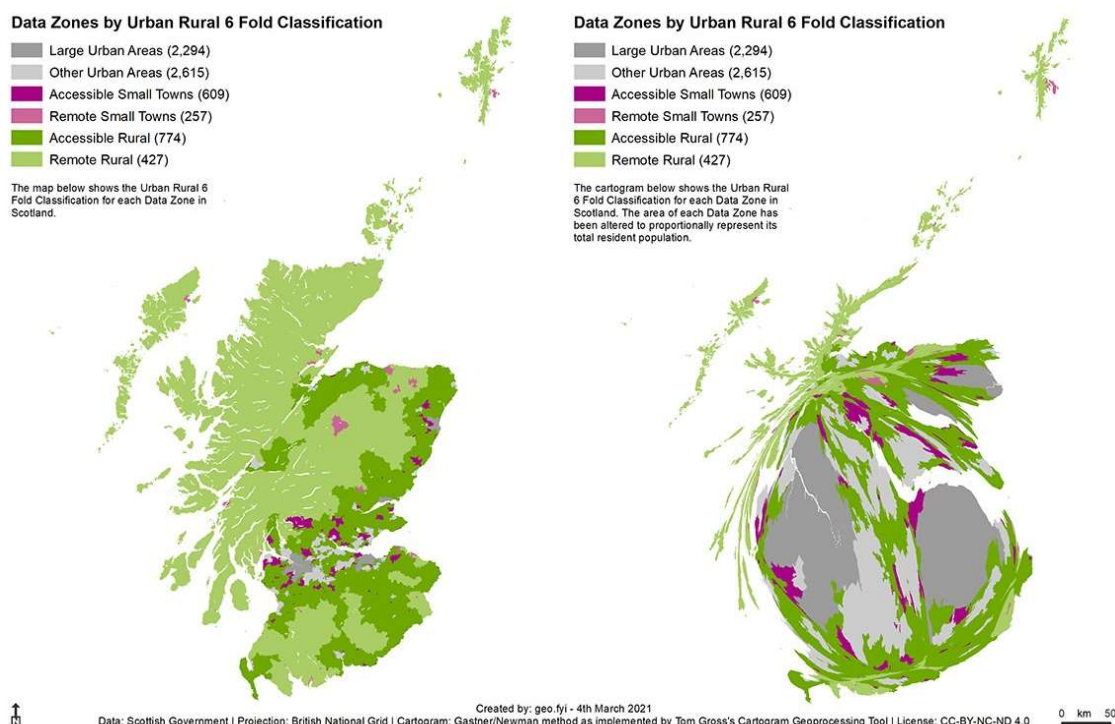 Data Zones by Urban Rural 6 Fold Classification
Large Urban Areas (2,294)
Other Urban Areas (2,615)
Accessible Small Towns (609)
Remote Small Towns (257)
Accessible Rural (774)
Remote Rural (427)
The map below shows the Urban Rural 6
Fold Classification for each Data Zone in
Scotland.
Data Zones by Urban Rural 6 Fold Classification
Large Urban Areas (2,294)
Other Urban Areas (2,615)
Accessible Small Towns (609)
Remote Small Towns (257)
Accessible Rural (774)
Remote Rural (427)
The cartogram below shows the Urban Rural
6 Fold Classification for each Data Zone in
Scotland. The area of each Data Zone has
been altered to proportionally represent its
total resident population.
N
Created by: geo.fyi - 4th March 2021
Data: Scottish Government | Projection: British National Grid | Cartogram: Gastner/Newman method as implemented by Tom Gross's Cartogram Geoprocessing Tool | License: CC-BY-NC-ND 4.0
0 km 50